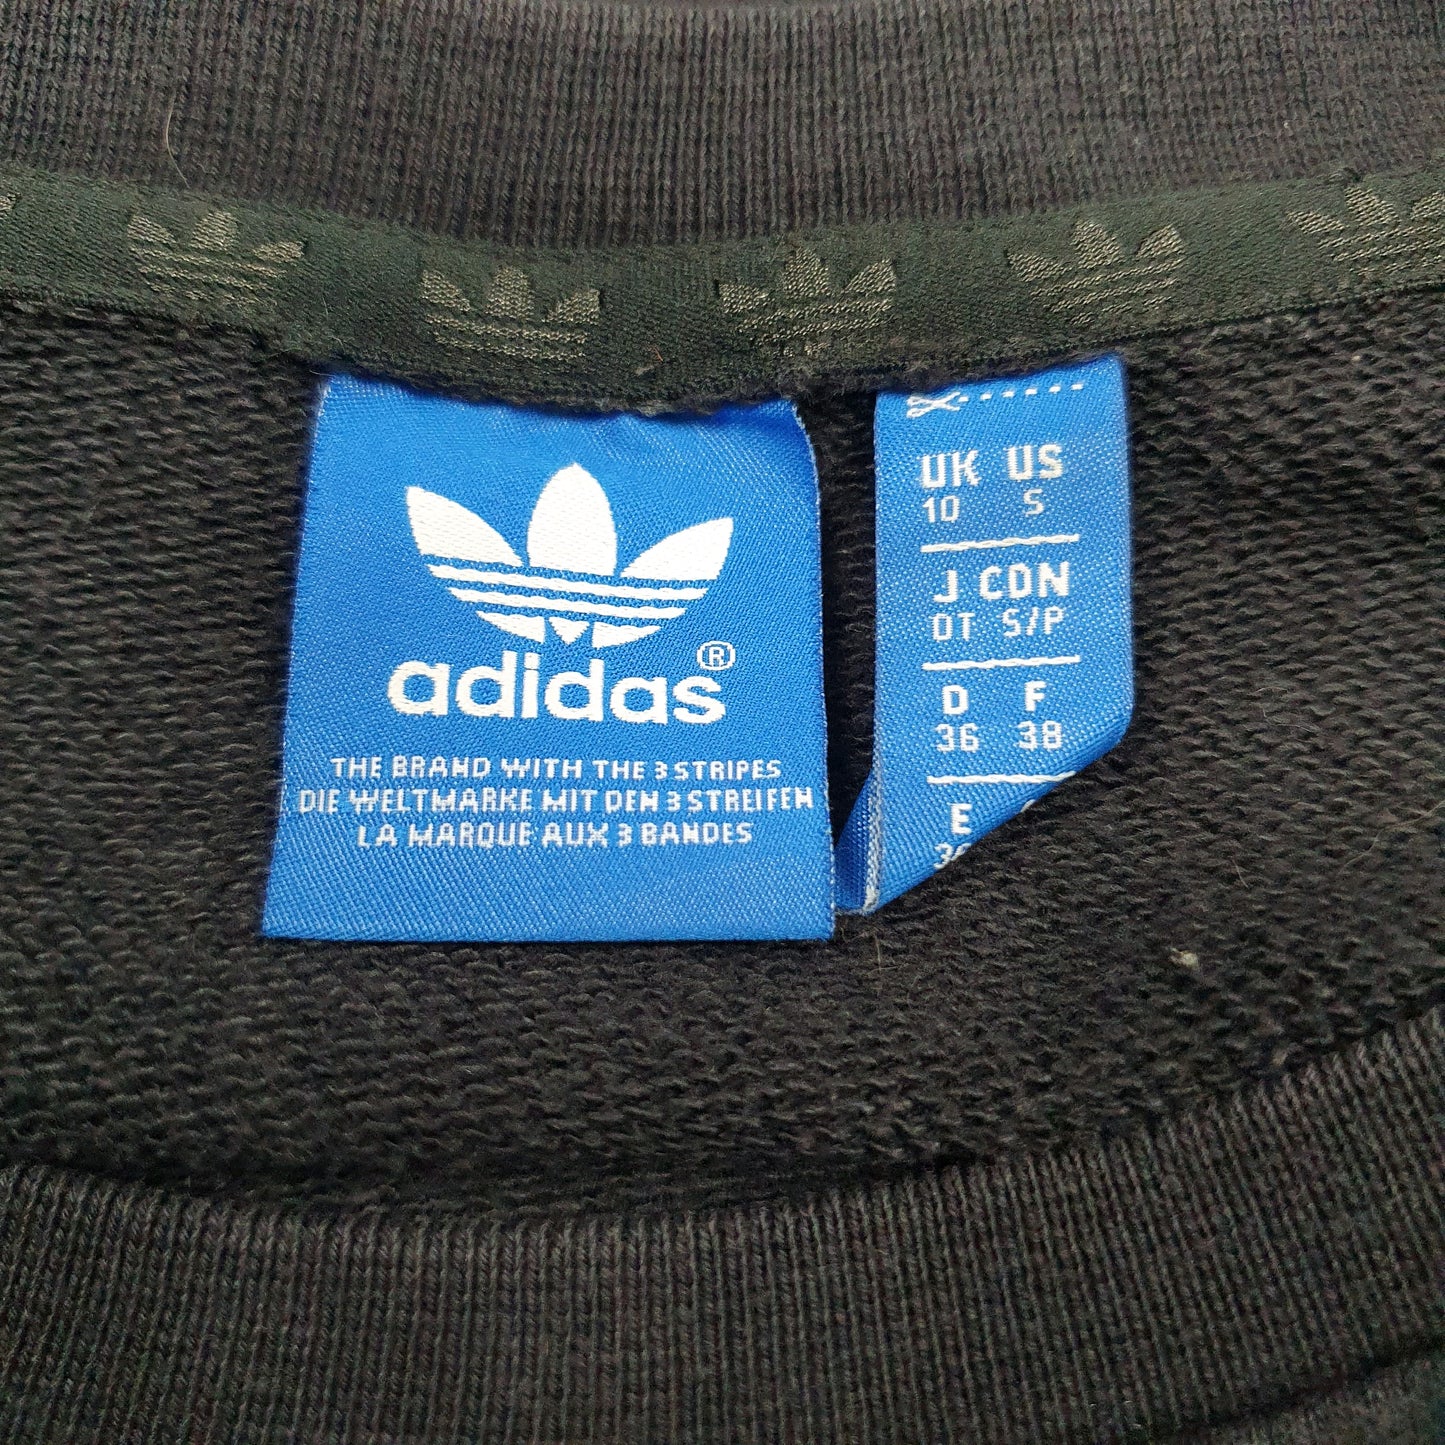 adidas®
THE BRAND WITH THE 3 STRIPES
DIE WELTMARKE MIT DEN 3 STREIFEN
LA MARQUE AUX 3 BANDES
UK US
10 S
J CDN
OT S/P
D F
36 38
E